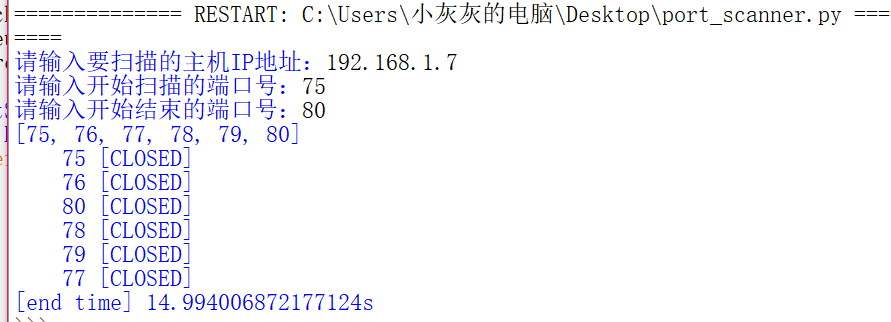 ============== RESTART: C:\Users\小灰灰的电脑\Desktop\port_scanner.py ===
====
请输入要扫描的主机IP地址：192.168.1.7
请输入开始扫描的端口号：75
请输入开始结束的端口号：80
[75, 76, 77, 78, 79, 80]
75 [CLOSED]
76 [CLOSED]
80 [CLOSED]
78 [CLOSED]
79 [CLOSED]
77 [CLOSED]
[end time] 14.994006872177124s
>>>